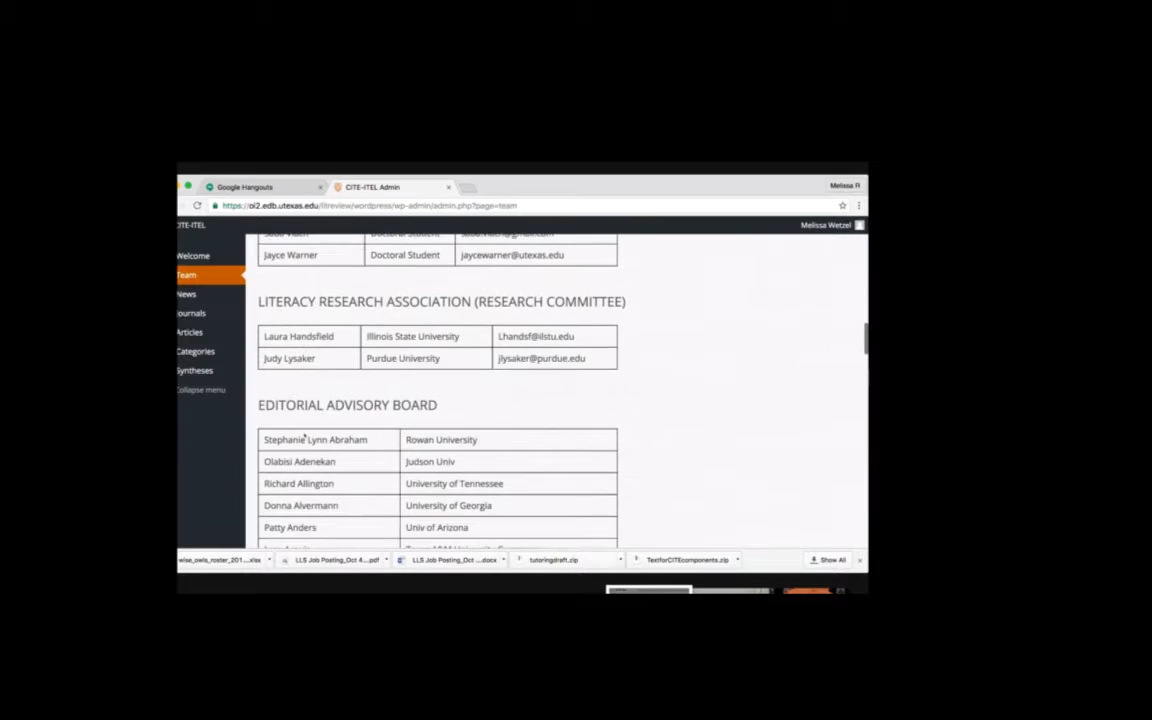 Google Hangouts
CITE-ITEL Admin
Melissa R
https://oi2.edb.utexas.edu/litreview/wordpress/wp-admin/admin.php?page=team
CITE-ITEL
Melissa Wetzel
Welcome
Team
News
Journals
Articles
Categories
Syntheses
Collapse menu
Doctoral Student
Jayce Warner Doctoral Student jaycewarner@utexas.edu
LITERACY RESEARCH ASSOCIATION (RESEARCH COMMITTEE)
Laura Handsfield Illinois State University Lhandsf@ilstu.edu
Judy Lysaker Purdue University jlysaker@purdue.edu
EDITORIAL ADVISORY BOARD
Stephanie Lynn Abraham Rowan University
Olabisi Adenekan Judson Univ
Richard Allington University of Tennessee
Donna Alvermann University of Georgia
Patty Anders Univ of Arizona
wise_owls_roster_201....xlsx LLS Job Posting_Oct 4....pdf LLS Job Posting_Oct ....docx tutoringdraft.zip TextforCITEcomponents.zip Show All